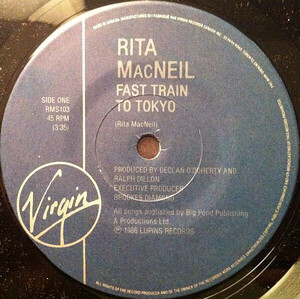 RITA
MACNEIL
FAST TRAIN
TO TOKYO
(Rita MacNeil)
SIDE ONE
RMS103
45 RPM
(3:35)
PRODUCED BY DECLAN O'DOHERTY AND
RALPH DILLON
EXECUTIVE PRODUCER
BROOKES DIAMOND
All songs published by Big Pond Publishing
& Productions Ltd.
℗ 1986 LUPINS RECORDS
Virgin